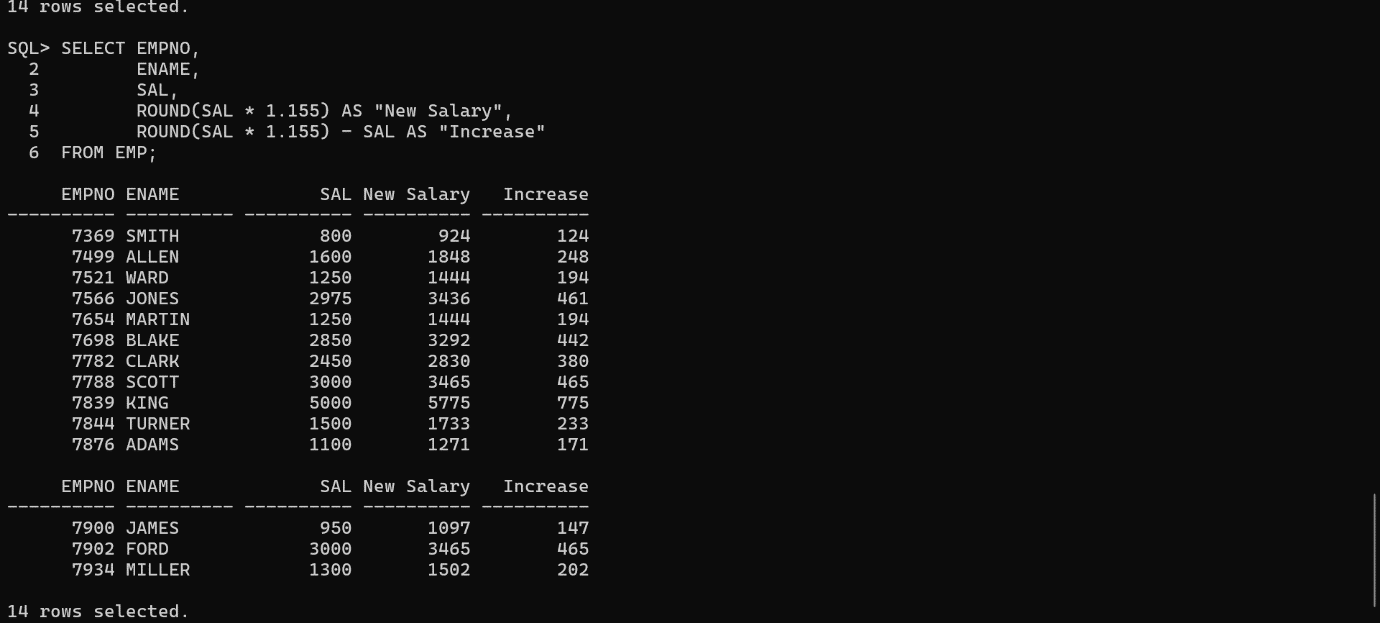 14 rows selected.
SQL> SELECT EMPNO,
  2         ENAME,
  3         SAL,
  4         ROUND(SAL * 1.155) AS "New Salary",
  5         ROUND(SAL * 1.155) - SAL AS "Increase"
  6  FROM EMP;
     EMPNO ENAME             SAL New Salary   Increase
---------- ---------- ---------- ---------- ----------
      7369 SMITH             800        924        124
      7499 ALLEN            1600       1848        248
      7521 WARD             1250       1444        194
      7566 JONES            2975       3436        461
      7654 MARTIN           1250       1444        194
      7698 BLAKE            2850       3292        442
      7782 CLARK            2450       2830        380
      7788 SCOTT            3000       3465        465
      7839 KING             5000       5775        775
      7844 TURNER           1500       1733        233
      7876 ADAMS            1100       1271        171
     EMPNO ENAME             SAL New Salary   Increase
---------- ---------- ---------- ---------- ----------
      7900 JAMES             950       1097        147
      7902 FORD             3000       3465        465
      7934 MILLER           1300       1502        202
14 rows selected.